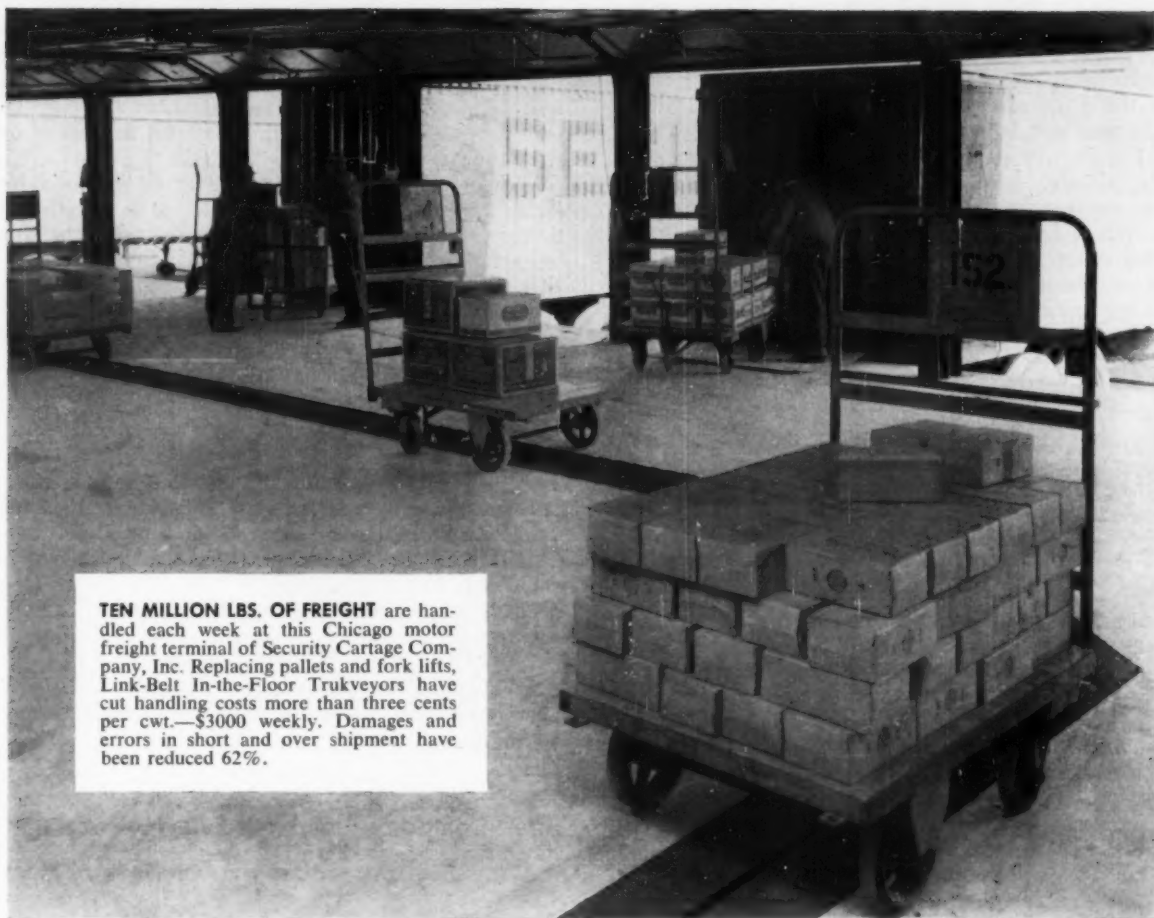 SE
152
TEN MILLION LBS. OF FREIGHT are han-
dled each week at this Chicago motor
freight terminal of Security Cartage Com-
pany, Inc. Replacing pallets and fork lifts,
Link-Belt In-the-Floor Trukveyors have
cut handling costs more than three cents
per cwt.—$3000 weekly. Damages and
errors in short and over shipment have
been reduced 62%.